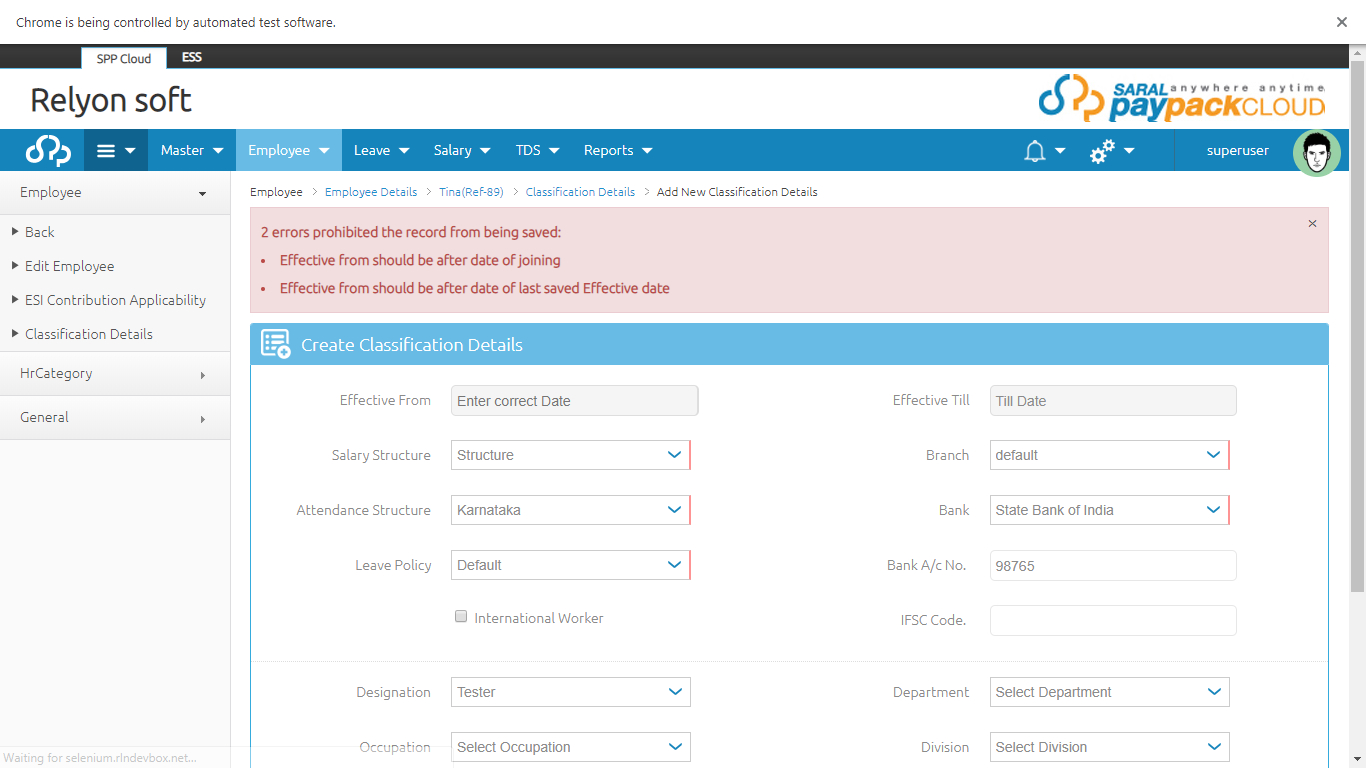 Chrome is being controlled by automated test software.
SPP Cloud ESS
Relyon soft
SARAL anywhere anytime
paypackCLOUD
Master Employee Leave Salary TDS Reports superuser
Employee
Employee > Employee Details > Tina(Ref-89) > Classification Details > Add New Classification Details
Back
Edit Employee
ESI Contribution Applicability
Classification Details
HrCategory
General
2 errors prohibited the record from being saved:
• Effective from should be after date of joining
• Effective from should be after date of last saved Effective date
Create Classification Details
Effective From Enter correct Date Effective Till Till Date
Salary Structure Structure Branch default
Attendance Structure Karnataka Bank State Bank of India
Leave Policy Default Bank A/c No. 98765
International Worker IFSC Code.
Designation Tester Department Select Department
Occupation Select Occupation Division Select Division
Waiting for selenium.rlndevbox.net...